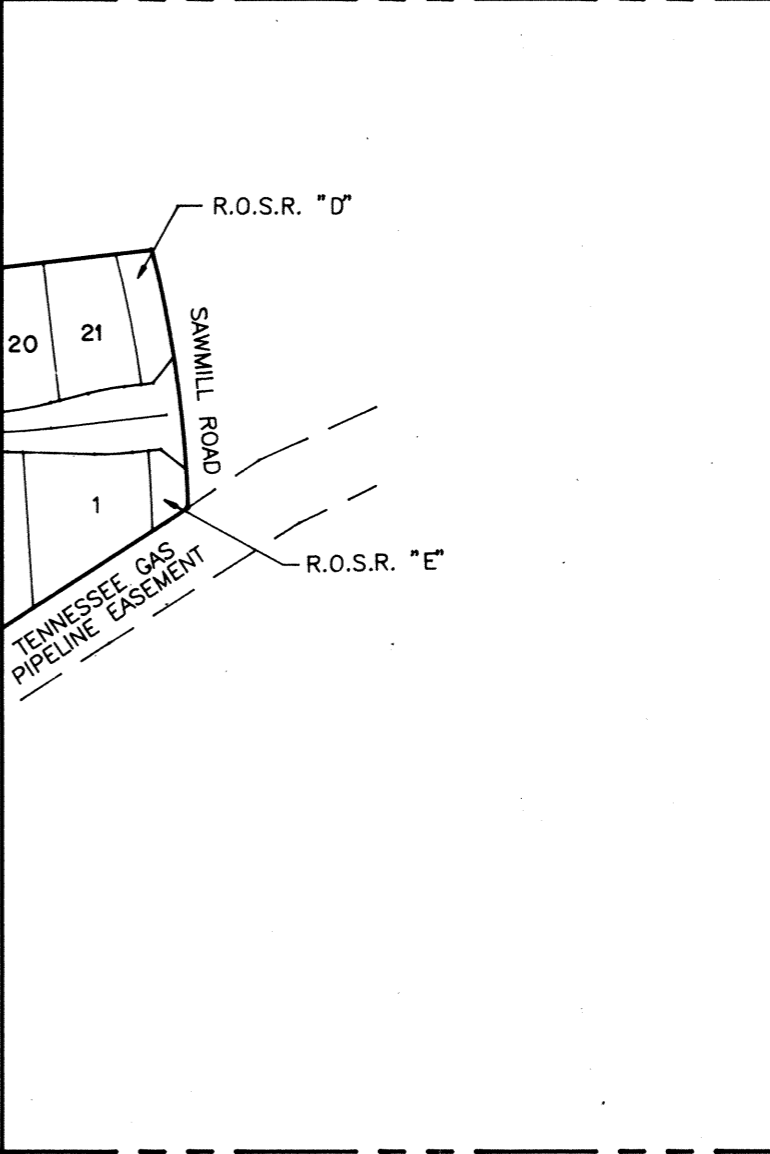 R.O.S.R. "D"
SAWMILL ROAD
20
21
1
R.O.S.R. "E"
TENNESSEE GAS
PIPELINE EASEMENT